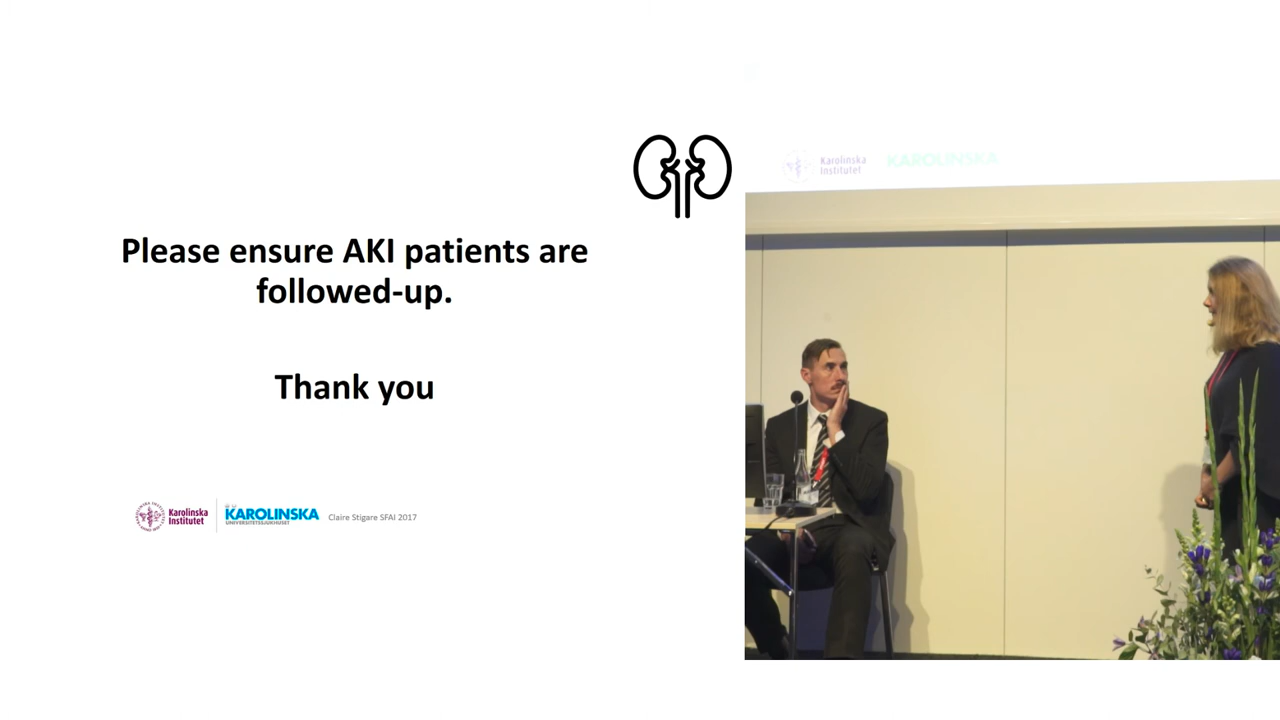 Please ensure AKI patients are
followed-up.
Thank you
Karolinska
Institutet
KAROLINSKA
UNIVERSITETSSJUKHUSET
Claire Stigare SFAI 2017
Karolinska
Institutet
KAROLINSKA